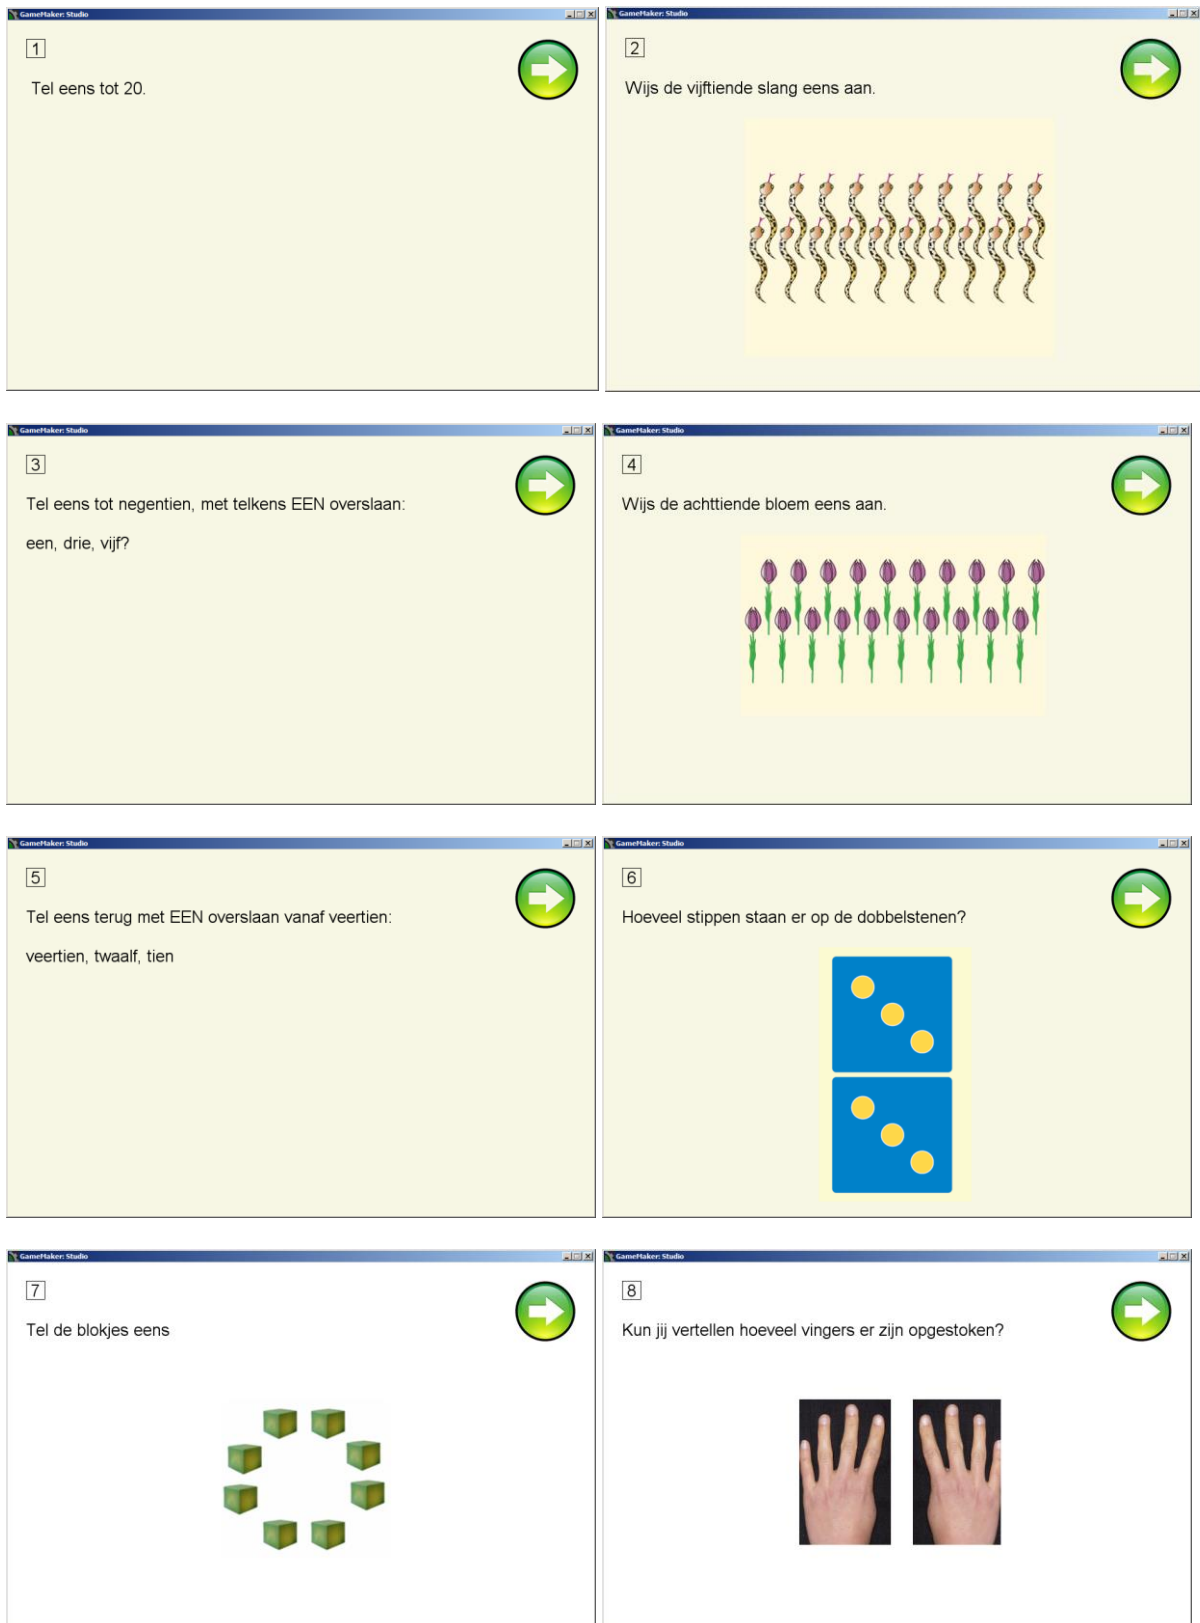 GameMaker: Studio
1
Tel eens tot 20.
GameMaker: Studio
2
Wijs de vijftiende slang eens aan.
GameMaker: Studio
3
Tel eens tot negentien, met telkens EEN overslaan:
een, drie, vijf?
GameMaker: Studio
4
Wijs de achttiende bloem eens aan.
GameMaker: Studio
5
Tel eens terug met EEN overslaan vanaf veertien:
veertien, twaalf, tien
GameMaker: Studio
6
Hoeveel stippen staan er op de dobbelstenen?
GameMaker: Studio
7
Tel de blokjes eens
GameMaker: Studio
8
Kun jij vertellen hoeveel vingers er zijn opgestoken?